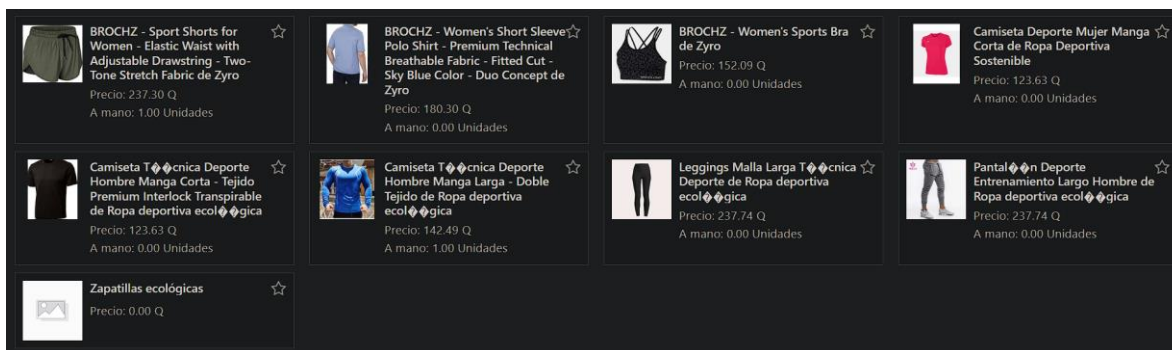 BROCHZ - Sport Shorts for
Women - Elastic Waist with
Adjustable Drawstring - Two-
Tone Stretch Fabric de Zyro
Precio: 237.30 Q
A mano: 1.00 Unidades
BROCHZ - Women's Short Sleeve
Polo Shirt - Premium Technical
Breathable Fabric - Fitted Cut -
Sky Blue Color - Duo Concept de
Zyro
Precio: 180.30 Q
A mano: 0.00 Unidades
BROCHZ - Women's Sports Bra
de Zyro
Precio: 152.09 Q
A mano: 0.00 Unidades
Camiseta Deporte Mujer Manga
Corta de Ropa Deportiva
Sostenible
Precio: 123.63 Q
A mano: 0.00 Unidades
Camiseta T��cnica Deporte
Hombre Manga Corta - Tejido
Premium Interlock Transpirable
de Ropa deportiva ecol��gica
Precio: 123.63 Q
A mano: 0.00 Unidades
Camiseta T��cnica Deporte
Hombre Manga Larga - Doble
Tejido de Ropa deportiva
ecol��gica
Precio: 142.49 Q
A mano: 1.00 Unidades
Leggings Malla Larga T��cnica
Deporte de Ropa deportiva
ecol��gica
Precio: 237.74 Q
A mano: 0.00 Unidades
Pantal��n Deporte
Entrenamiento Largo Hombre de
Ropa deportiva ecol��gica
Precio: 237.74 Q
A mano: 0.00 Unidades
Zapatillas ecológicas
Precio: 0.00 Q